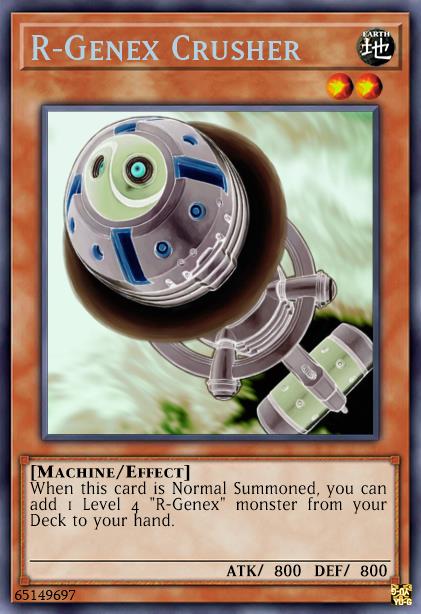 R-Genex Crusher
EARTH
地
[Machine/Effect]
When this card is Normal Summoned, you can
add 1 Level 4 "R-Genex" monster from your
Deck to your hand.
ATK/ 800 DEF/ 800
65149697